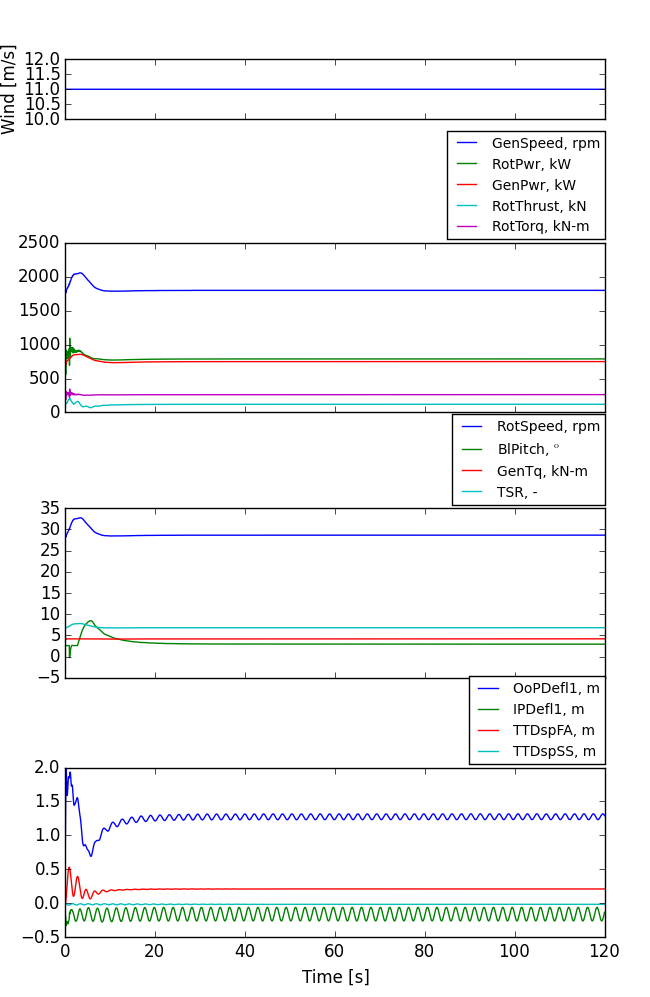 Wind [m/s]
12.0
11.5
11.0
10.5
10.0
GenSpeed, rpm
RotPwr, kW
GenPwr, kW
RotThrust, kN
RotTorq, kN-m
2500
2000
1500
1000
500
0
RotSpeed, rpm
BlPitch, °
GenTq, kN-m
TSR, -
35
30
25
20
15
10
5
0
−5
OoPDefl1, m
IPDefl1, m
TTDspFA, m
TTDspSS, m
2.0
1.5
1.0
0.5
0.0
−0.5
0 20 40 60 80 100 120
Time [s]